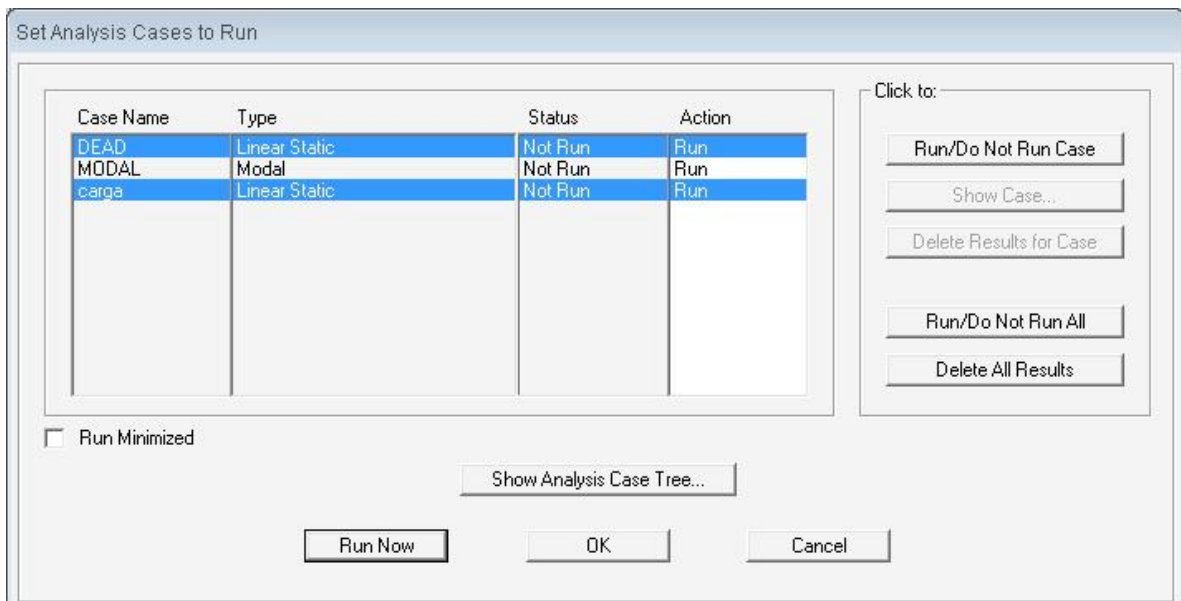 Set Analysis Cases to Run
Case Name Type Status Action
DEAD Linear Static Not Run Run
MODAL Modal Not Run Run
carga Linear Static Not Run Run
Click to:
Run/Do Not Run Case
Show Case...
Delete Results for Case
Run/Do Not Run All
Delete All Results
Run Minimized
Show Analysis Case Tree...
Run Now OK Cancel